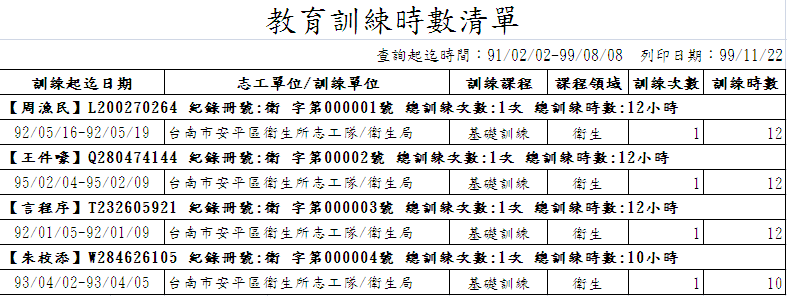 教育訓練時數清單
查詢起迄時間：91/02/02-99/08/08 列印日期：99/11/22
訓練起迄日期 志工單位/訓練單位 訓練課程 課程領域 訓練次數 訓練時數
【周漁民】L200270264 紀錄冊號:衛 字第000001號 總訓練次數:1次 總訓練時數:12小時
92/05/16-92/05/19 台南市安平區衛生所志工隊/衛生局 基礎訓練 衛生 1 12
【王件嚎】Q280474144 紀錄冊號:衛 字第00002號 總訓練次數:1次 總訓練時數:12小時
95/02/04-95/02/09 台南市安平區衛生所志工隊/衛生局 基礎訓練 衛生 1 12
【言程序】T232605921 紀錄冊號:衛 字第000003號 總訓練次數:1次 總訓練時數:12小時
92/01/05-92/01/09 台南市安平區衛生所志工隊/衛生局 基礎訓練 衛生 1 12
【朱校添】W284626105 紀錄冊號:衛 字第000004號 總訓練次數:1次 總訓練時數:10小時
93/04/02-93/04/05 台南市安平區衛生所志工隊/衛生局 基礎訓練 衛生 1 10